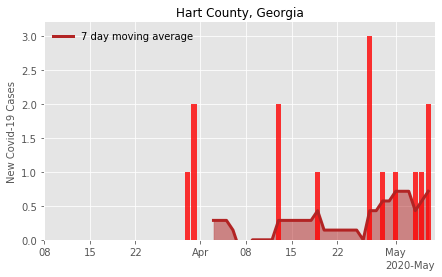 Hart County, Georgia
7 day moving average
New Covid-19 Cases
3.0
2.5
2.0
1.5
1.0
0.5
0.0
08 15 22 Apr 08 15 22 May
2020-May